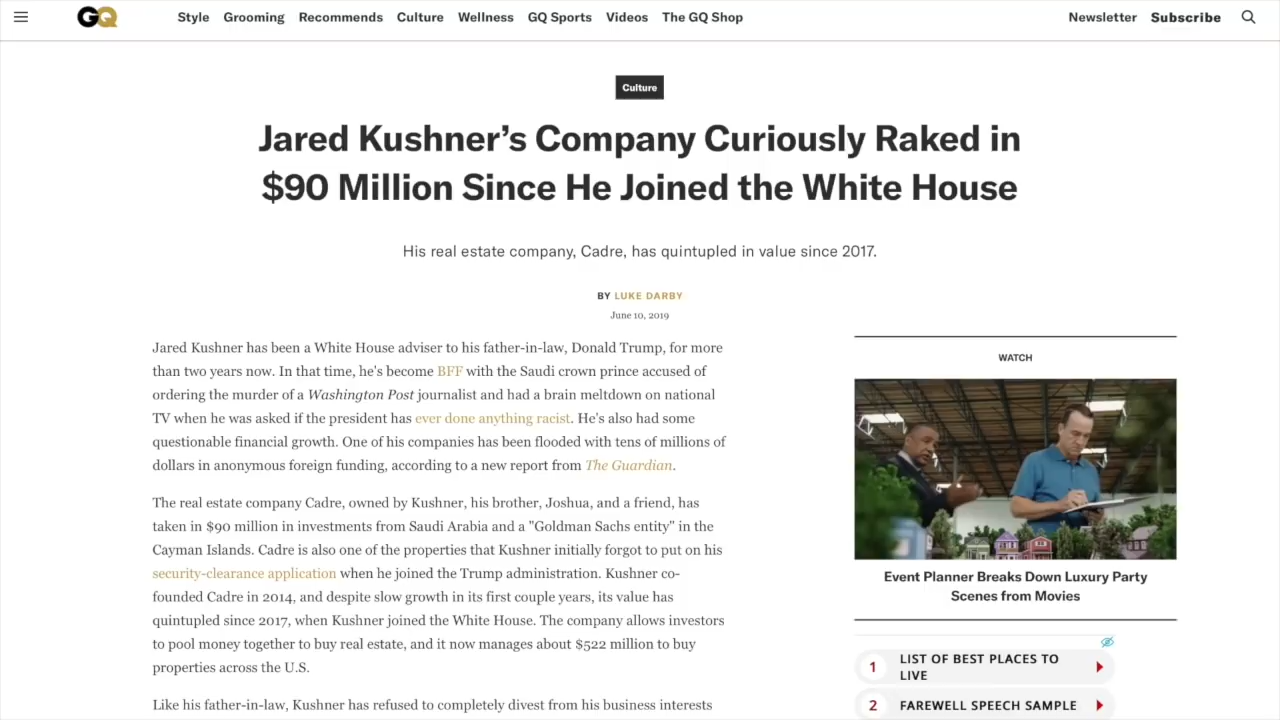 GQ
Style Grooming Recommends Culture Wellness GQ Sports Videos The GQ Shop
Newsletter Subscribe
Culture
Jared Kushner’s Company Curiously Raked in
$90 Million Since He Joined the White House
His real estate company, Cadre, has quintupled in value since 2017.
BY LUKE DARBY
June 10, 2019
Jared Kushner has been a White House adviser to his father-in-law, Donald Trump, for more
than two years now. In that time, he's become BFF with the Saudi crown prince accused of
ordering the murder of a Washington Post journalist and had a brain meltdown on national
TV when he was asked if the president has ever done anything racist. He's also had some
questionable financial growth. One of his companies has been flooded with tens of millions of
dollars in anonymous foreign funding, according to a new report from The Guardian.
The real estate company Cadre, owned by Kushner, his brother, Joshua, and a friend, has
taken in $90 million in investments from Saudi Arabia and a "Goldman Sachs entity" in the
Cayman Islands. Cadre is also one of the properties that Kushner initially forgot to put on his
security-clearance application when he joined the Trump administration. Kushner co-
founded Cadre in 2014, and despite slow growth in its first couple years, its value has
quintupled since 2017, when Kushner joined the White House. The company allows investors
to pool money together to buy real estate, and it now manages about $522 million to buy
properties across the U.S.
Like his father-in-law, Kushner has refused to completely divest from his business interests
WATCH
Event Planner Breaks Down Luxury Party
Scenes from Movies
1 LIST OF BEST PLACES TO
LIVE
2 FAREWELL SPEECH SAMPLE